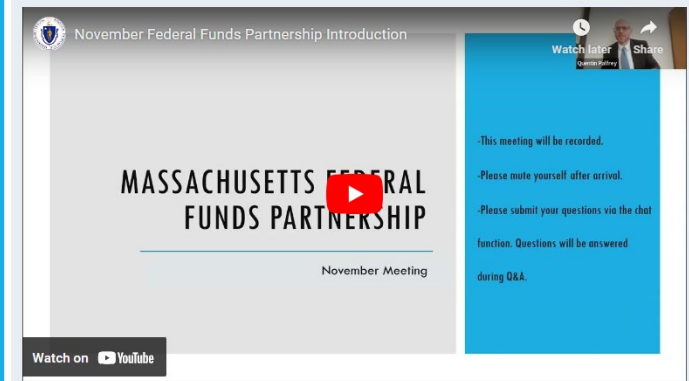 November Federal Funds Partnership Introduction
Watch later
Share
Quentin Palfrey
MASSACHUSETTS FEDERAL
FUNDS PARTNERSHIP
November Meeting
-This meeting will be recorded.
-Please mute yourself after arrival.
-Please submit your questions via the chat
function. Questions will be answered
during Q&A.
Watch on YouTube